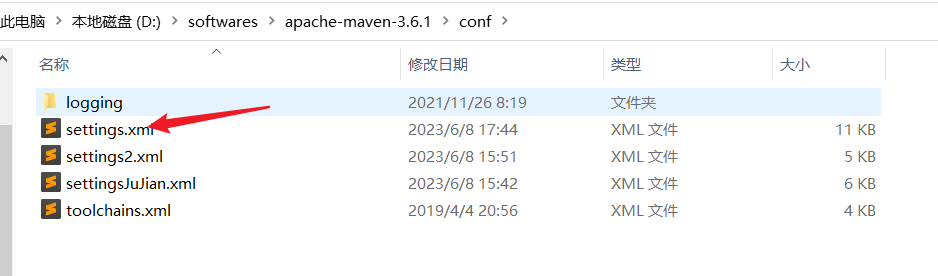 此电脑 > 本地磁盘 (D:) > softwares > apache-maven-3.6.1 > conf >
名称 修改日期 类型 大小
logging 2021/11/26 8:19 文件夹
settings.xml 2023/6/8 17:44 XML 文件 11 KB
settings2.xml 2023/6/8 15:51 XML 文件 5 KB
settingsJuJian.xml 2023/6/8 15:42 XML 文件 6 KB
toolchains.xml 2019/4/4 20:56 XML 文件 4 KB